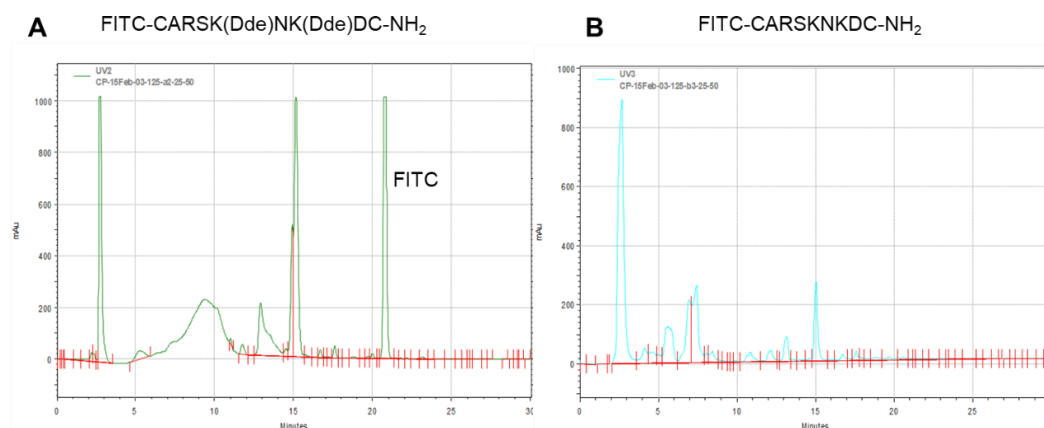 A
FITC-CARSK(Dde)NK(Dde)DC-NH₂
UV2
CP-15Feb-03-125-a2-25-50
1000
800
600
400
200
0
mAu
FITC
0 5 10 15 20 25 30
Minutes
B
FITC-CARSKNKDC-NH₂
UV3
CP-15Feb-03-125-b3-25-50
1000
800
600
400
200
0
mAu
0 5 10 15 20 25
Minutes